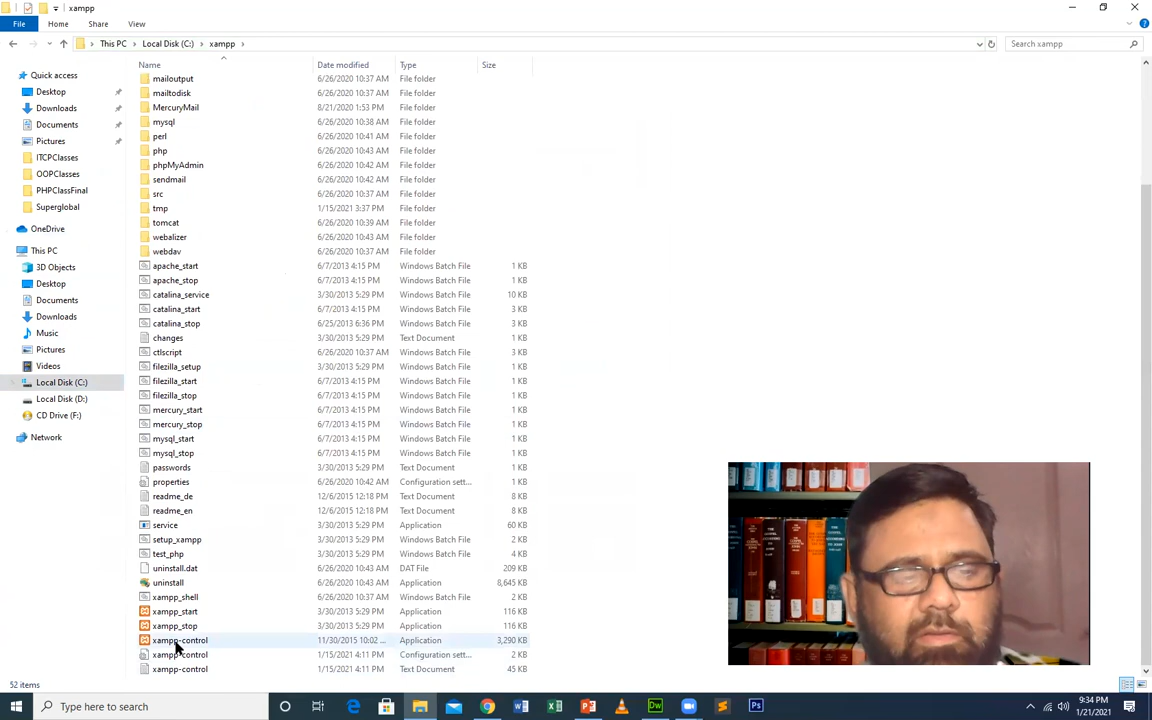 xampp
File Home Share View
This PC Local Disk (C:) xampp
Search xampp
Name Date modified Type Size
Quick access
Desktop
Downloads
Documents
Pictures
ITCPClasses
OOPClasses
PHPClassFinal
Superglobal
OneDrive
This PC
3D Objects
Desktop
Documents
Downloads
Music
Pictures
Videos
Local Disk (C:)
Local Disk (D:)
CD Drive (F:)
Network
mailoutput 6/26/2020 10:37 AM File folder
mailtodisk 6/26/2020 10:37 AM File folder
MercuryMail 8/21/2020 1:53 PM File folder
mysql 6/26/2020 10:38 AM File folder
perl 6/26/2020 10:41 AM File folder
php 6/26/2020 10:43 AM File folder
phpMyAdmin 6/26/2020 10:42 AM File folder
sendmail 6/26/2020 10:37 AM File folder
src 6/26/2020 10:37 AM File folder
tmp 1/15/2021 3:37 PM File folder
tomcat 6/26/2020 10:39 AM File folder
webalizer 6/26/2020 10:43 AM File folder
webdav 6/26/2020 10:37 AM File folder
apache_start 6/7/2013 4:15 PM Windows Batch File 1 KB
apache_stop 6/7/2013 4:15 PM Windows Batch File 1 KB
catalina_service 3/30/2013 5:29 PM Windows Batch File 10 KB
catalina_start 6/7/2013 4:15 PM Windows Batch File 3 KB
catalina_stop 6/25/2013 6:36 PM Windows Batch File 3 KB
changes 3/30/2013 5:29 PM Text Document 1 KB
ctlscript 6/26/2020 10:37 AM Windows Batch File 3 KB
filezilla_setup 3/30/2013 5:29 PM Windows Batch File 1 KB
filezilla_start 6/7/2013 4:15 PM Windows Batch File 1 KB
filezilla_stop 6/7/2013 4:15 PM Windows Batch File 1 KB
mercury_start 6/7/2013 4:15 PM Windows Batch File 1 KB
mercury_stop 6/7/2013 4:15 PM Windows Batch File 1 KB
mysql_start 6/7/2013 4:15 PM Windows Batch File 1 KB
mysql_stop 6/7/2013 4:15 PM Windows Batch File 1 KB
passwords 3/30/2013 5:29 PM Text Document 1 KB
properties 6/26/2020 10:42 AM Configuration sett... 1 KB
readme_de 12/6/2015 12:18 PM Text Document 8 KB
readme_en 12/6/2015 12:18 PM Text Document 8 KB
service 3/30/2013 5:29 PM Application 60 KB
setup_xampp 3/30/2013 5:29 PM Windows Batch File 2 KB
test_php 3/30/2013 5:29 PM Windows Batch File 4 KB
uninstall.dat 6/26/2020 10:43 AM DAT File 209 KB
uninstall 6/26/2020 10:43 AM Application 8,645 KB
xampp_shell 6/26/2020 10:37 AM Windows Batch File 2 KB
xampp_start 3/30/2013 5:29 PM Application 116 KB
xampp_stop 3/30/2013 5:29 PM Application 116 KB
xampp-control 11/30/2015 10:02 ... Application 3,290 KB
xampp-control 1/15/2021 4:11 PM Configuration sett... 2 KB
xampp-control 1/15/2021 4:11 PM Text Document 45 KB
52 items
Type here to search
9:34 PM
1/21/2021